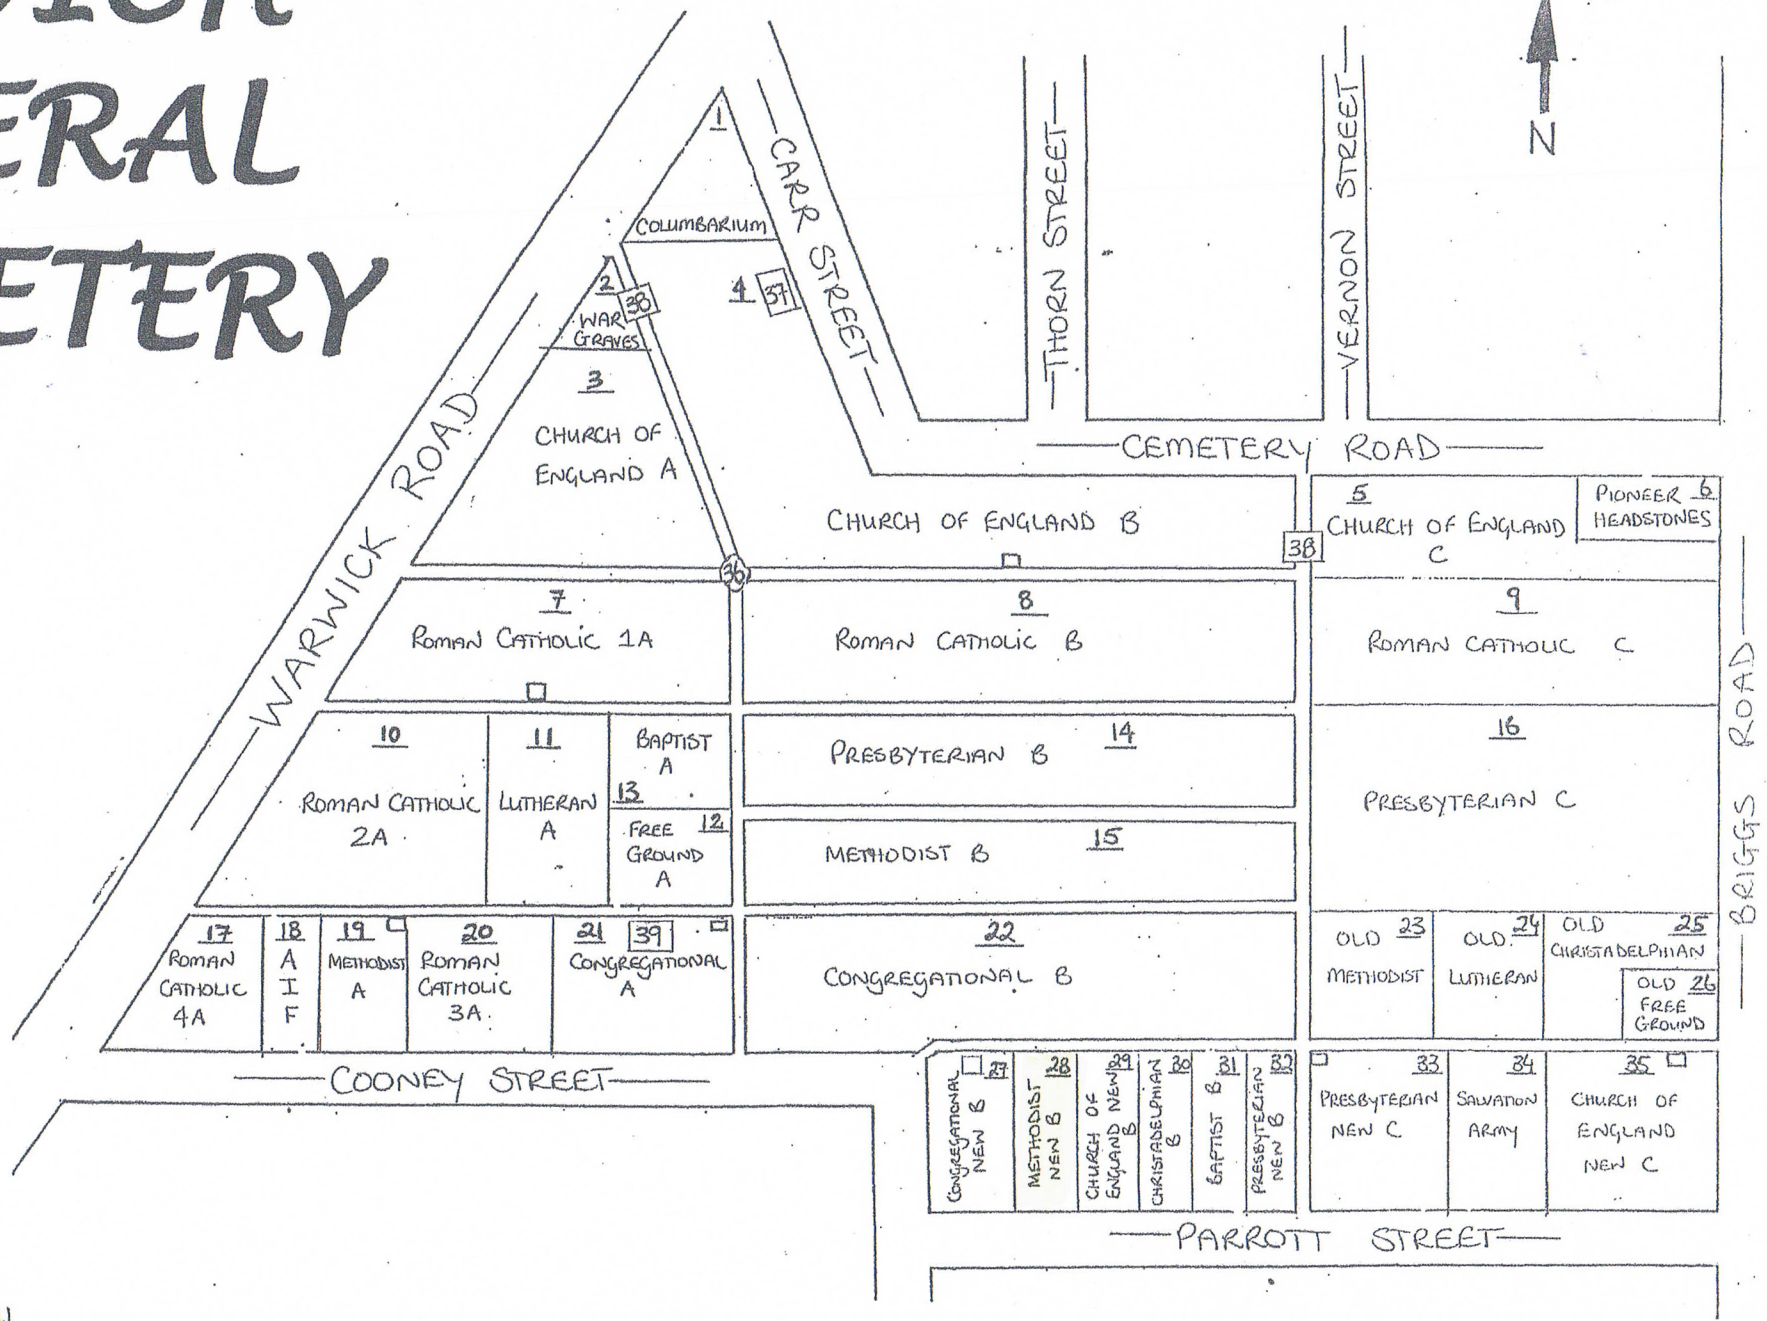 ERAL
ETERY
N
WARWICK ROAD
CARR STREET
THORN STREET
VERNON STREET
CEMETERY ROAD
BRIGGS ROAD
COONEY STREET
PARROTT STREET
1
COLUMBARIUM
2
38
WAR
GRAVES
4
37
3
CHURCH OF
ENGLAND A
CHURCH OF ENGLAND B
38
5
CHURCH OF ENGLAND
C
PIONEER 6
HEADSTONES
36
7
ROMAN CATHOLIC 1A
8
ROMAN CATHOLIC B
9
ROMAN CATHOLIC C
10
ROMAN CATHOLIC
2A
11
LUTHERAN
A
BAPTIST
A
13
FREE 12
GROUND
A
14
PRESBYTERIAN B
15
METHODIST B
16
PRESBYTERIAN C
17
ROMAN
CATHOLIC
4A
18
A
I
F
19
METHODIST
A
20
ROMAN
CATHOLIC
3A
21 39
CONGREGATIONAL
A
22
CONGREGATIONAL B
OLD 23
METHODIST
OLD 24
LUTHERAN
OLD 25
CHRISTADELPHIAN
OLD 26
FREE
GROUND
27
CONGREGATIONAL
NEW B
28
METHODIST
NEW B
29
CHURCH OF
ENGLAND NEW
B
30
CHRISTADELPHIAN
B
31
BAPTIST B
32
PRESBYTERIAN
NEW B
33
PRESBYTERIAN
NEW C
34
SALVATION
ARMY
35
CHURCH OF
ENGLAND
NEW C